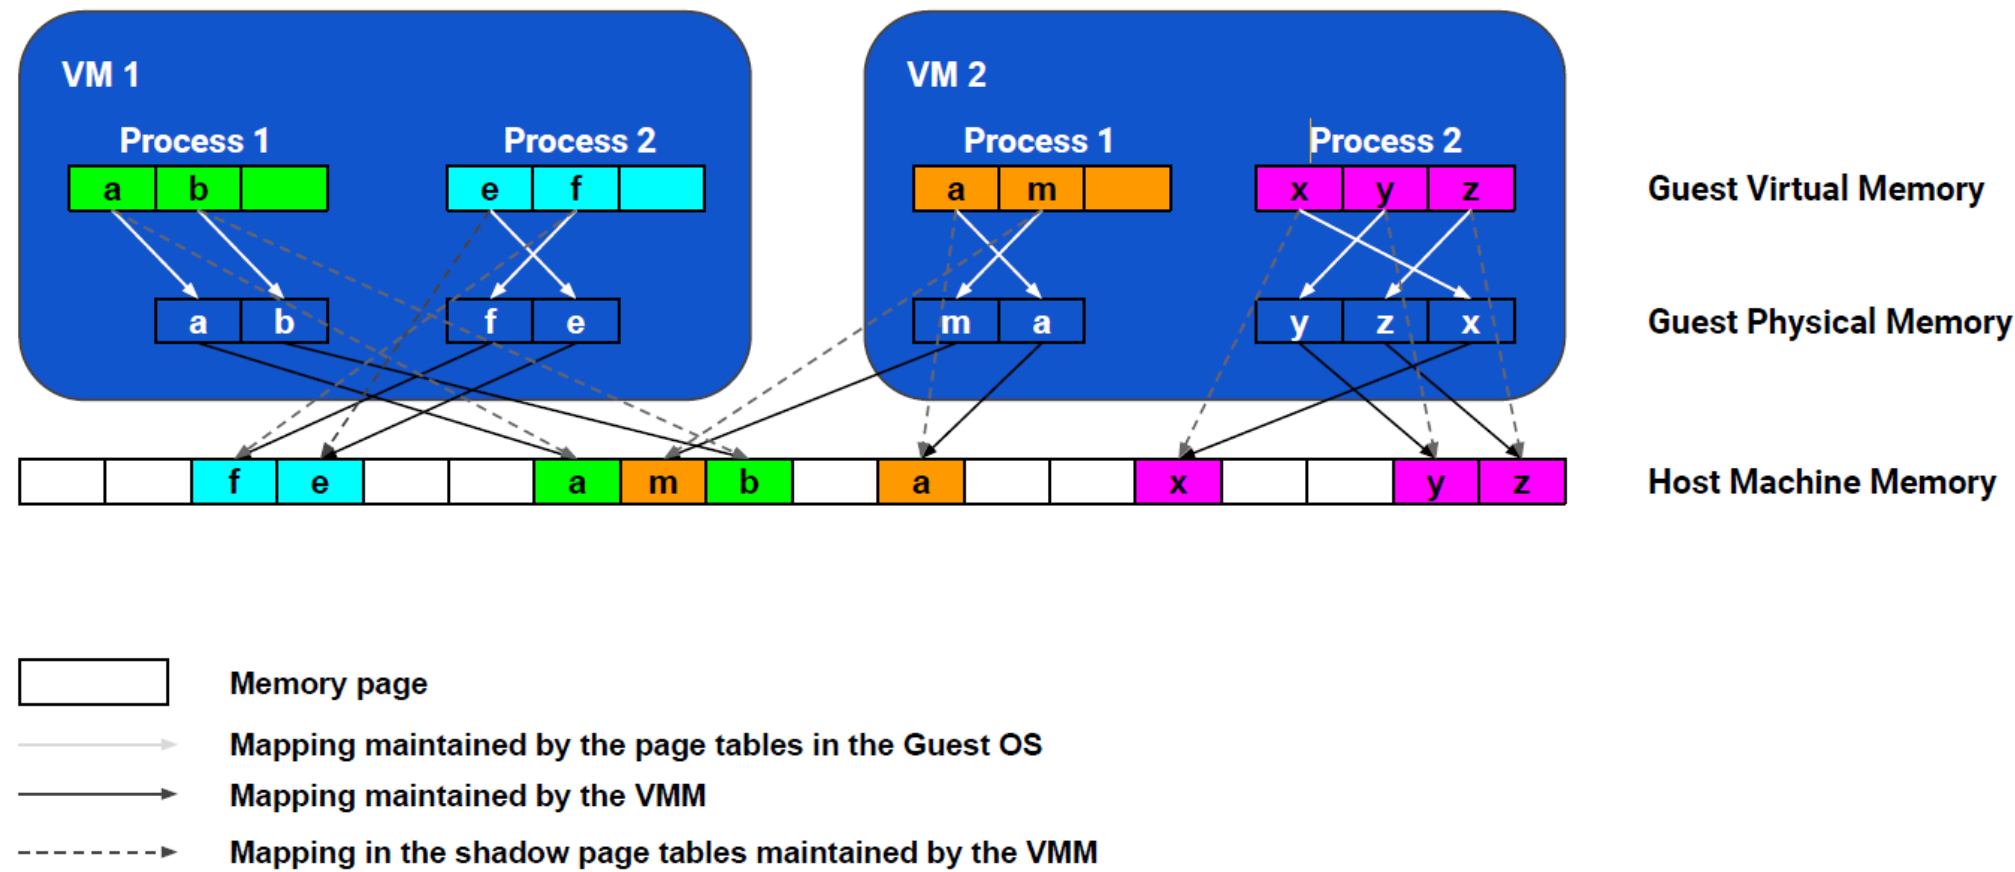 VM 1
VM 2
Process 1
Process 2
Process 1
Process 2
a b
e f
a m
x y z
Guest Virtual Memory
a b
f e
m a
y z x
Guest Physical Memory
f e a m b a x y z
Host Machine Memory
Memory page
Mapping maintained by the page tables in the Guest OS
Mapping maintained by the VMM
Mapping in the shadow page tables maintained by the VMM